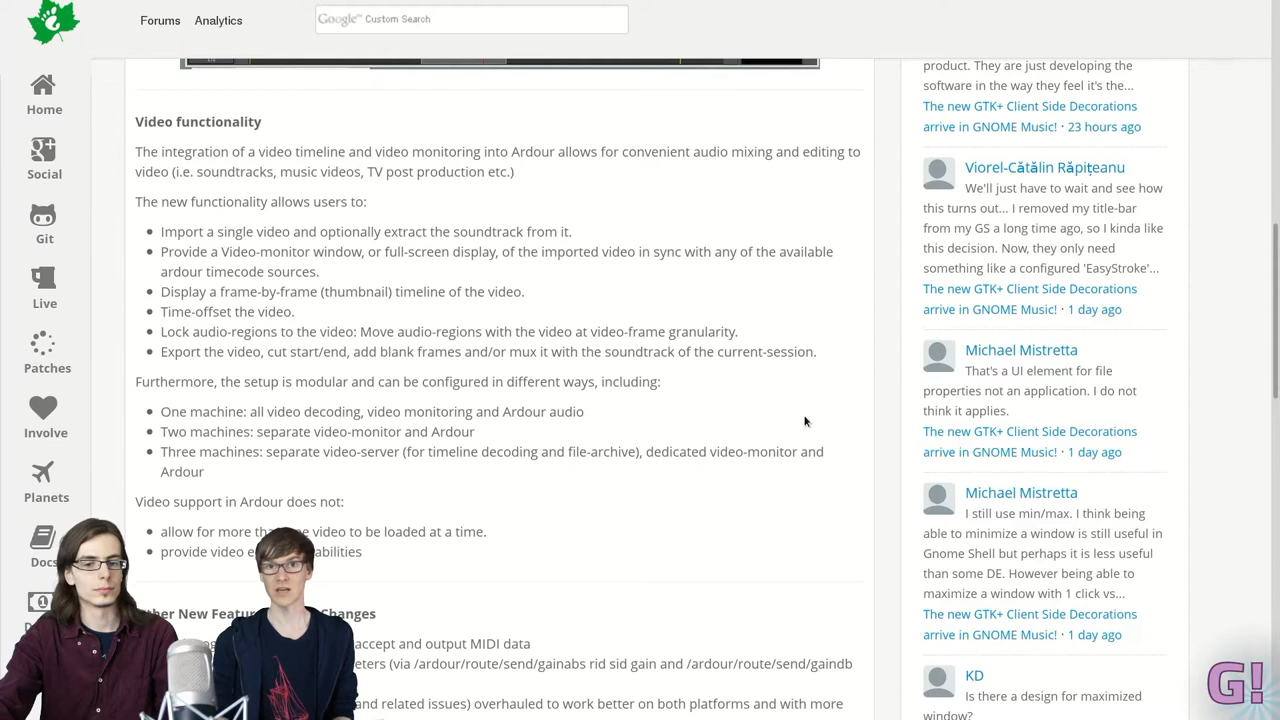 Forums Analytics
Google™ Custom Search
Home
Social
Git
Live
Patches
Involve
Planets
Docs
Video functionality
The integration of a video timeline and video monitoring into Ardour allows for convenient audio mixing and editing to
video (i.e. soundtracks, music videos, TV post production etc.)
The new functionality allows users to:
Import a single video and optionally extract the soundtrack from it.
Provide a Video-monitor window, or full-screen display, of the imported video in sync with any of the available
ardour timecode sources.
Display a frame-by-frame (thumbnail) timeline of the video.
Time-offset the video.
Lock audio-regions to the video: Move audio-regions with the video at video-frame granularity.
Export the video, cut start/end, add blank frames and/or mux it with the soundtrack of the current-session.
Furthermore, the setup is modular and can be configured in different ways, including:
One machine: all video decoding, video monitoring and Ardour audio
Two machines: separate video-monitor and Ardour
Three machines: separate video-server (for timeline decoding and file-archive), dedicated video-monitor and
Ardour
Video support in Ardour does not:
allow for more video to be loaded at a time.
provide video
New Changes
accept and output MIDI data
(via /ardour/route/send/gainabs rid sid gain and /ardour/route/send/gaindb
and related issues) overhauled to work better on both platforms and with more
product. They are just developing the
software in the way they feel it's the...
The new GTK+ Client Side Decorations
arrive in GNOME Music! · 23 hours ago
Viorel-Cătălin Răpițeanu
We'll just have to wait and see how
this turns out... I removed my title-bar
from my GS a long time ago, so I kinda like
this decision. Now, they only need
something like a configured 'EasyStroke'...
The new GTK+ Client Side Decorations
arrive in GNOME Music! · 1 day ago
Michael Mistretta
That's a UI element for file
properties not an application. I do not
think it applies.
The new GTK+ Client Side Decorations
arrive in GNOME Music! · 1 day ago
Michael Mistretta
I still use min/max. I think being
able to minimize a window is still useful in
Gnome Shell but perhaps it is less useful
than some DE. However being able to
maximize a window with 1 click vs...
The new GTK+ Client Side Decorations
arrive in GNOME Music! · 1 day ago
KD
Is there a design for maximized
window?
G!